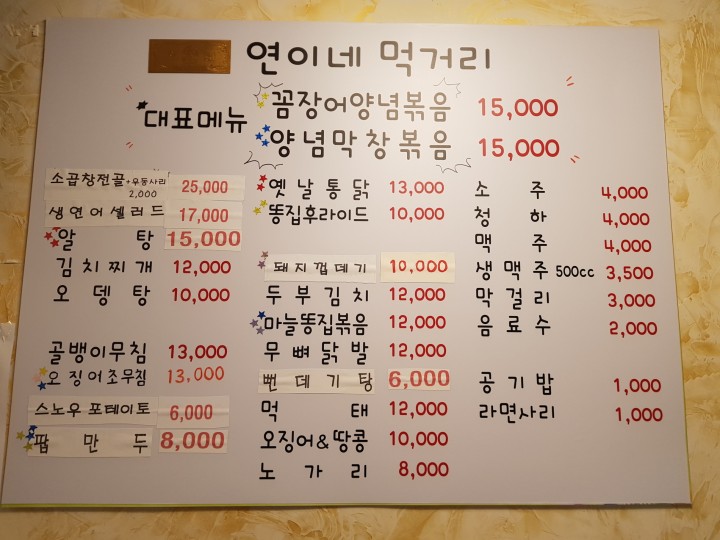 연이네 먹거리
대표메뉴
꼼장어양념볶음 15,000
양념막창볶음 15,000
소곱창전골 +우동사리 2,000 25,000
생연어셀러드 17,000
알탕 15,000
김치찌개 12,000
오뎅탕 10,000
골뱅이무침 13,000
오징어초무침 13,000
스노우포테이토 6,000
팝만두 8,000
옛날통닭 13,000
똥집후라이드 10,000
돼지껍데기 10,000
두부김치 12,000
마늘똥집볶음 12,000
무뼈닭발 12,000
뻔데기탕 6,000
먹태 12,000
오징어&땅콩 10,000
노가리 8,000
소주 4,000
청하 4,000
맥주 4,000
생맥주 500cc 3,500
막걸리 3,000
음료수 2,000
공기밥 1,000
라면사리 1,000